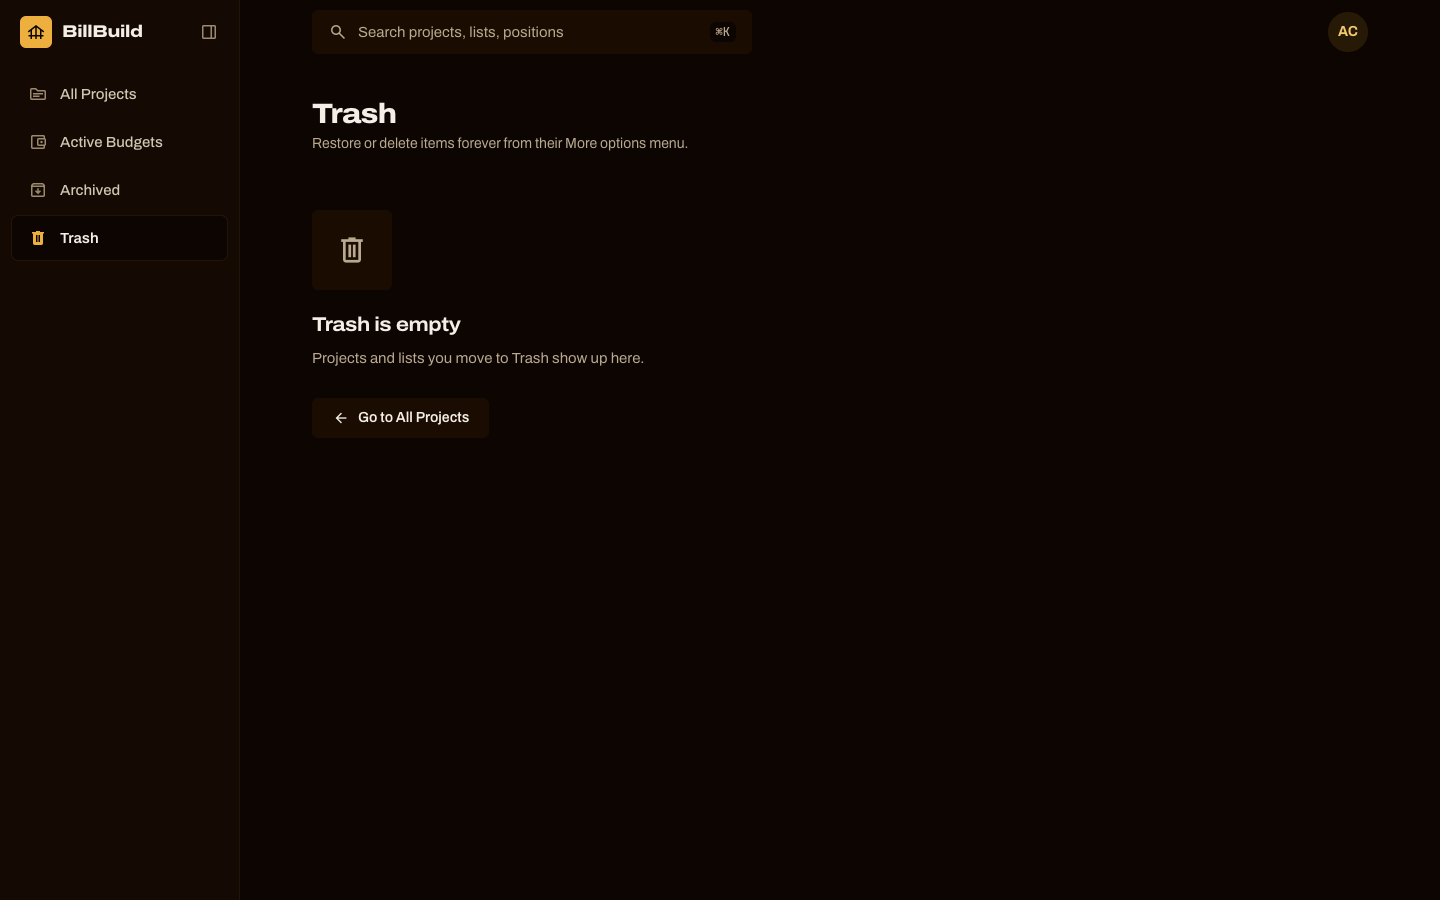 BillBuild
Search projects, lists, positions
⌘K
AC
All Projects
Active Budgets
Archived
Trash
Trash
Restore or delete items forever from their More options menu.
Trash is empty
Projects and lists you move to Trash show up here.
Go to All Projects